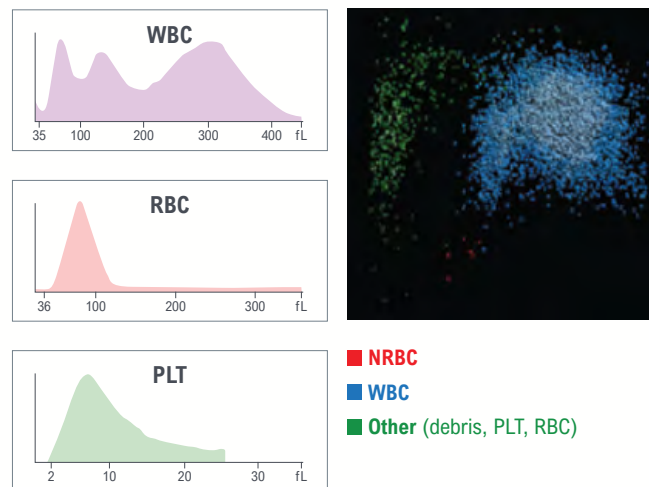 WBC
35 100 200 300 400 fL
RBC
36 100 200 300 fL
PLT
2 10 20 30 fL
NRBC
WBC
Other (debris, PLT, RBC)